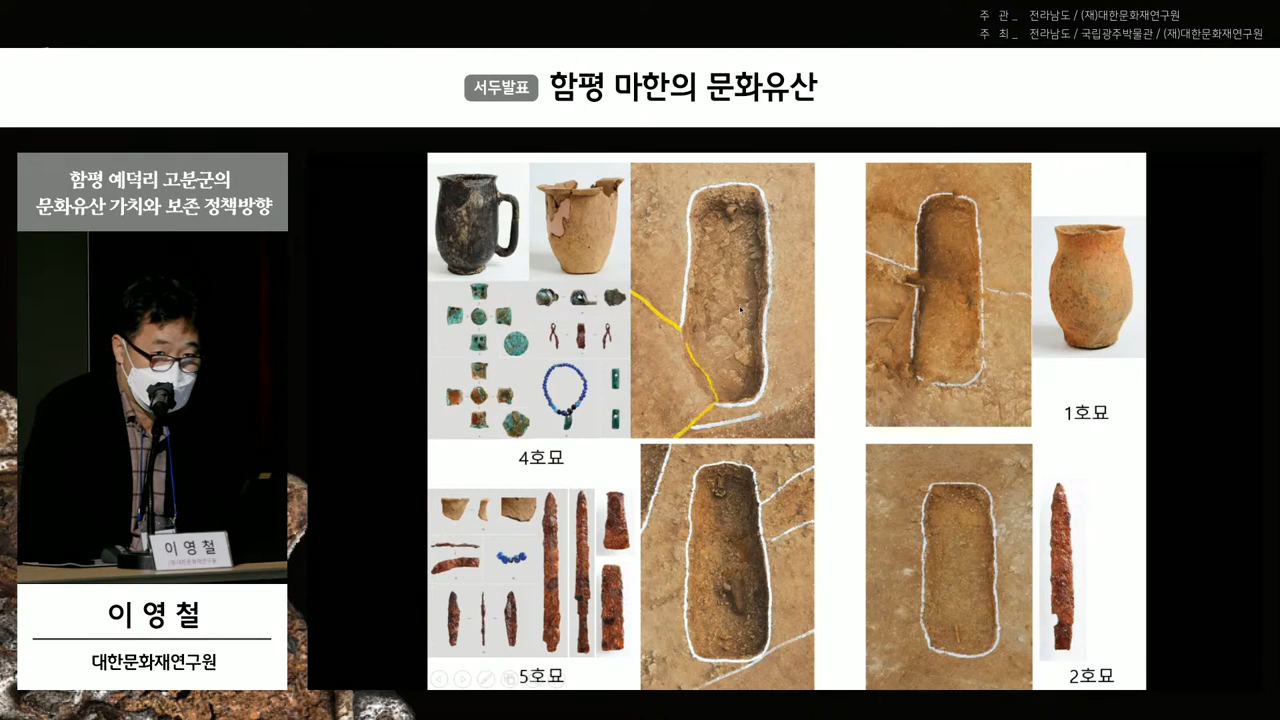 주 관 _ 전라남도 / (재)대한문화재연구원
주 최 _ 전라남도 / 국립광주박물관 / (재)대한문화재연구원
서두발표 함평 마한의 문화유산
함평 예덕리 고분군의
문화유산 가치와 보존 정책방향
1호묘
4호묘
이 영 철
이 영 철
대한문화재연구원
5호묘
2호묘